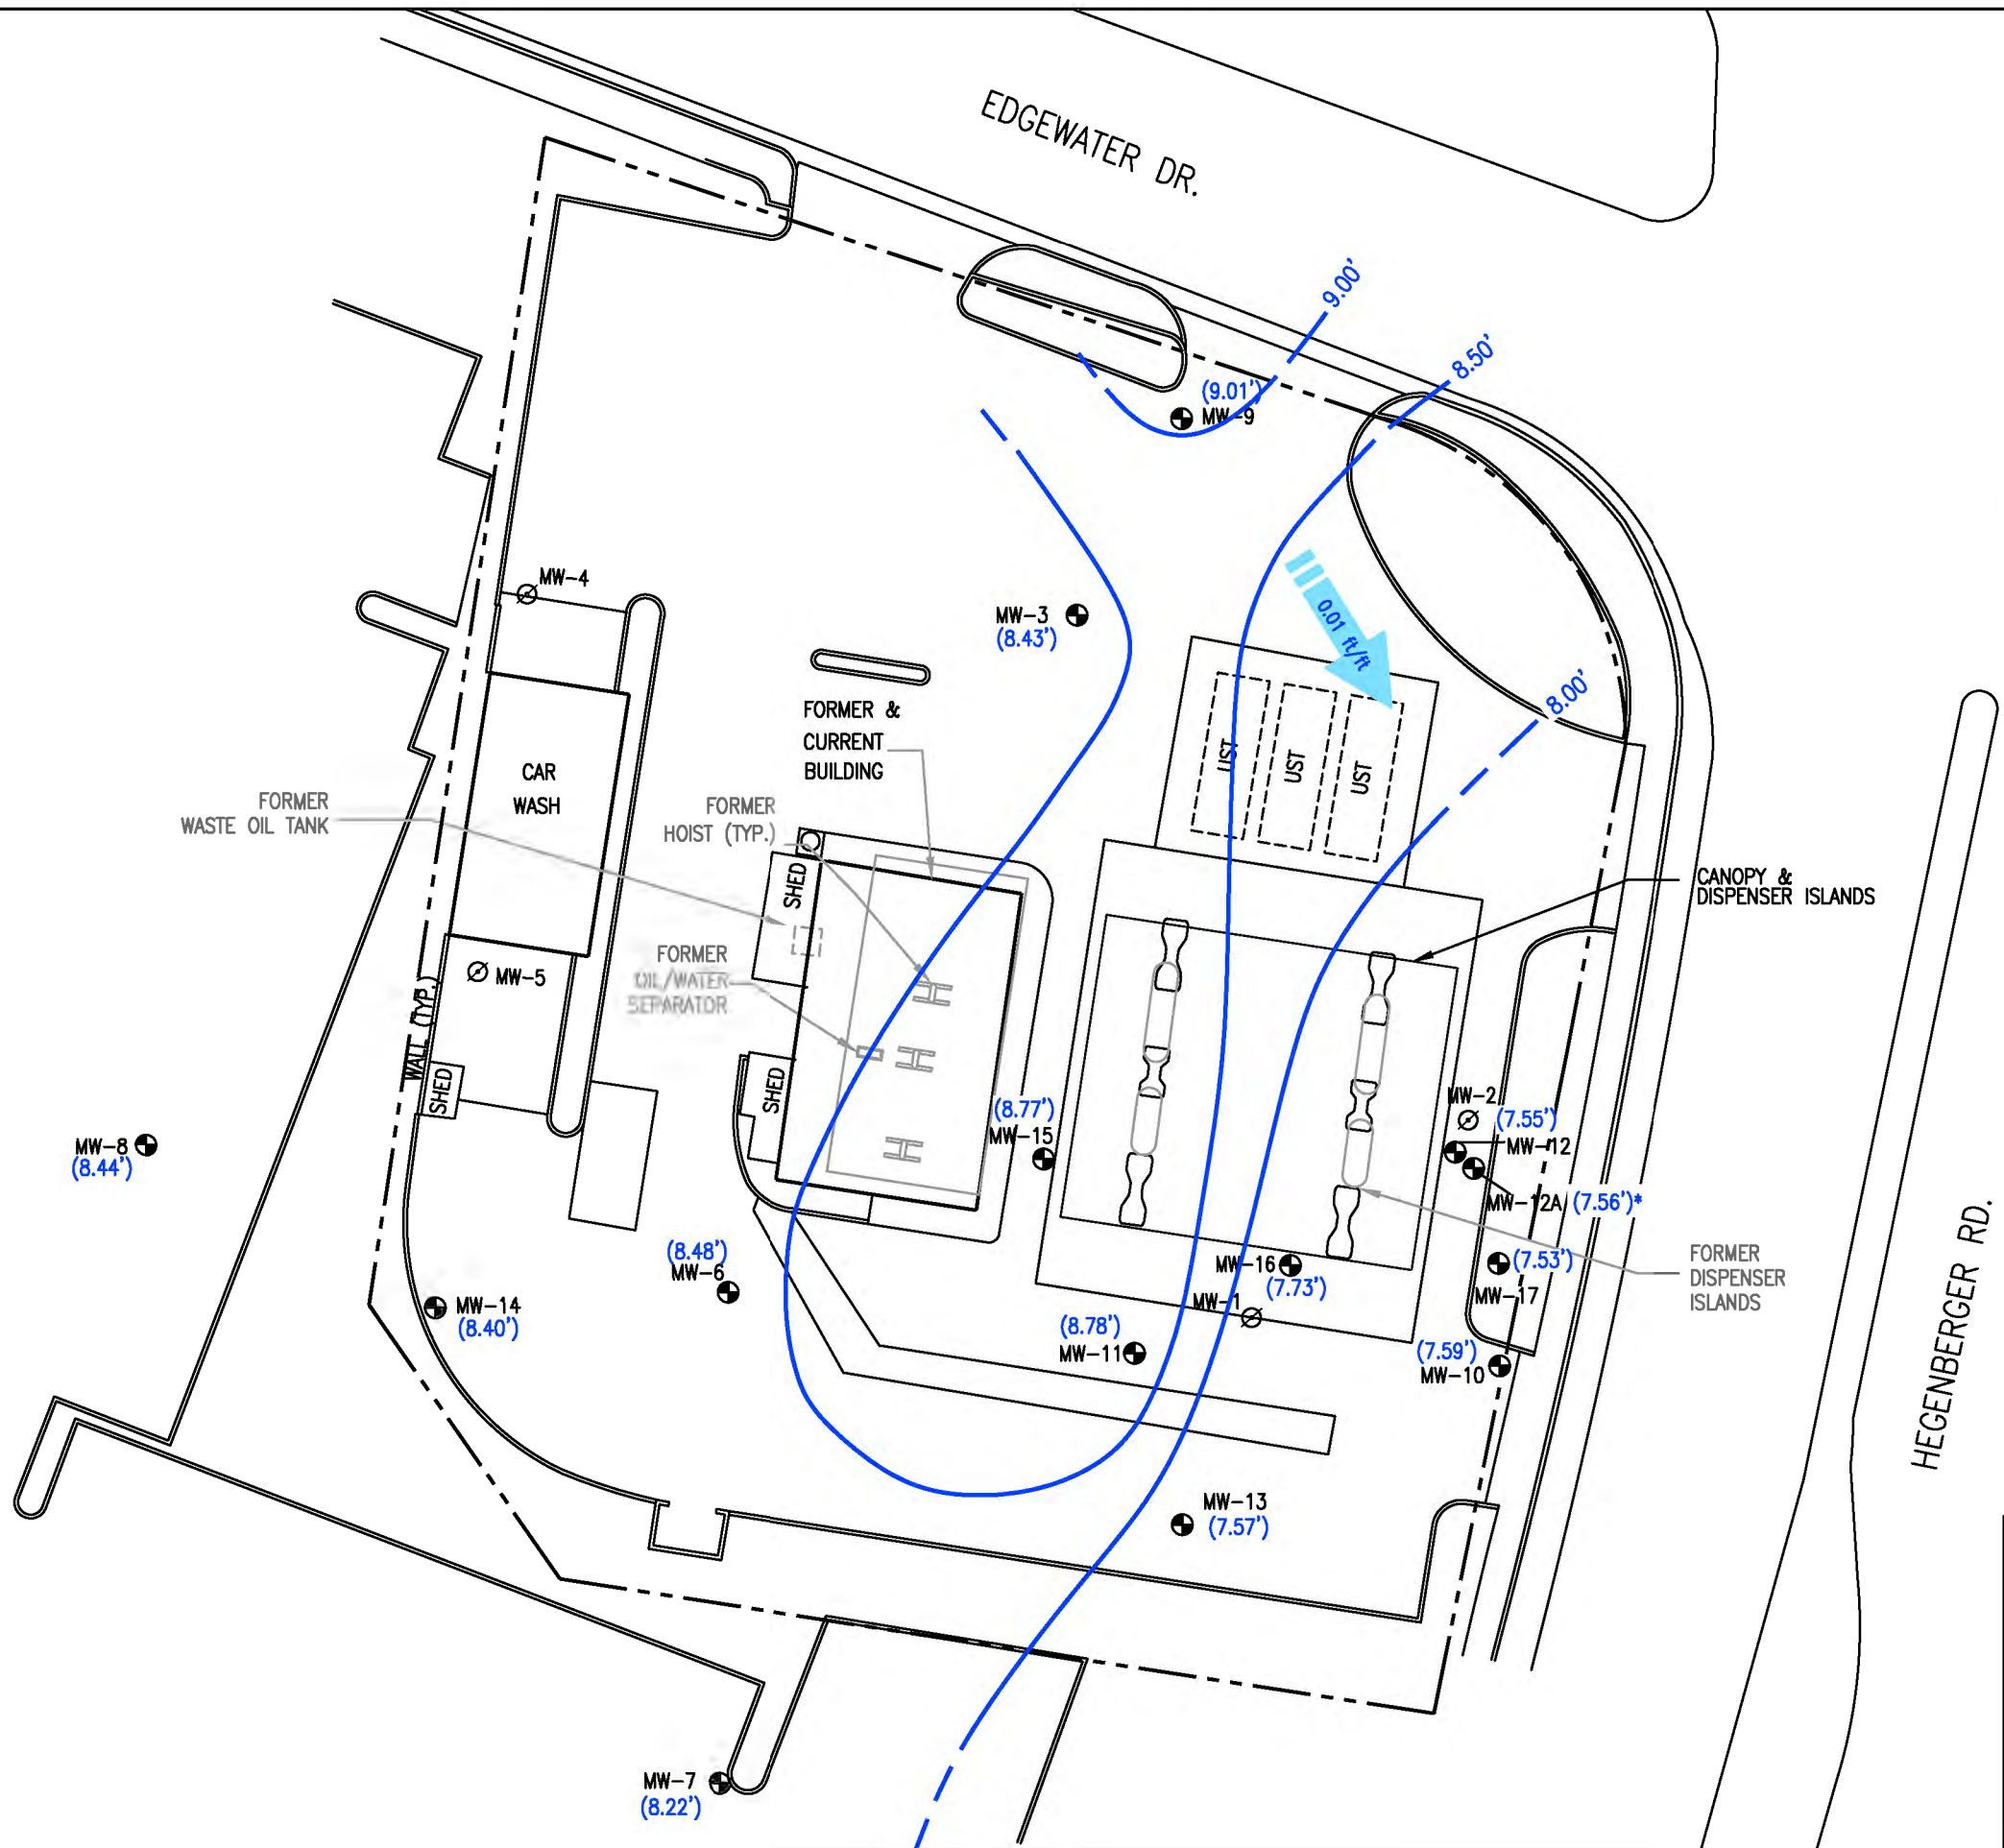 EDGEWATER DR.
9.00'
8.50'
(9.01')
MW-9
MW-4
MW-3
(8.43')
0.01 ft/ft
8.00'
FORMER &
CURRENT
BUILDING
UST
UST
UST
CAR
WASH
FORMER
WASTE OIL TANK
FORMER
HOIST (TYP.)
SHED
CANOPY &
DISPENSER ISLANDS
FORMER
OIL/WATER
SEPARATOR
MW-5
WALL (TYP.)
SHED
SHED
(8.77')
MW-15
MW-2
(7.55')
MW-12
MW-12A (7.56')*
MW-8
(8.44')
(8.48')
MW-6
MW-16
(7.73')
(7.53')
MW-17
FORMER
DISPENSER
ISLANDS
HEGENBERGER RD.
MW-14
(8.40')
MW-1
(8.78')
MW-11
(7.59')
MW-10
MW-13
(7.57')
MW-7
(8.22')